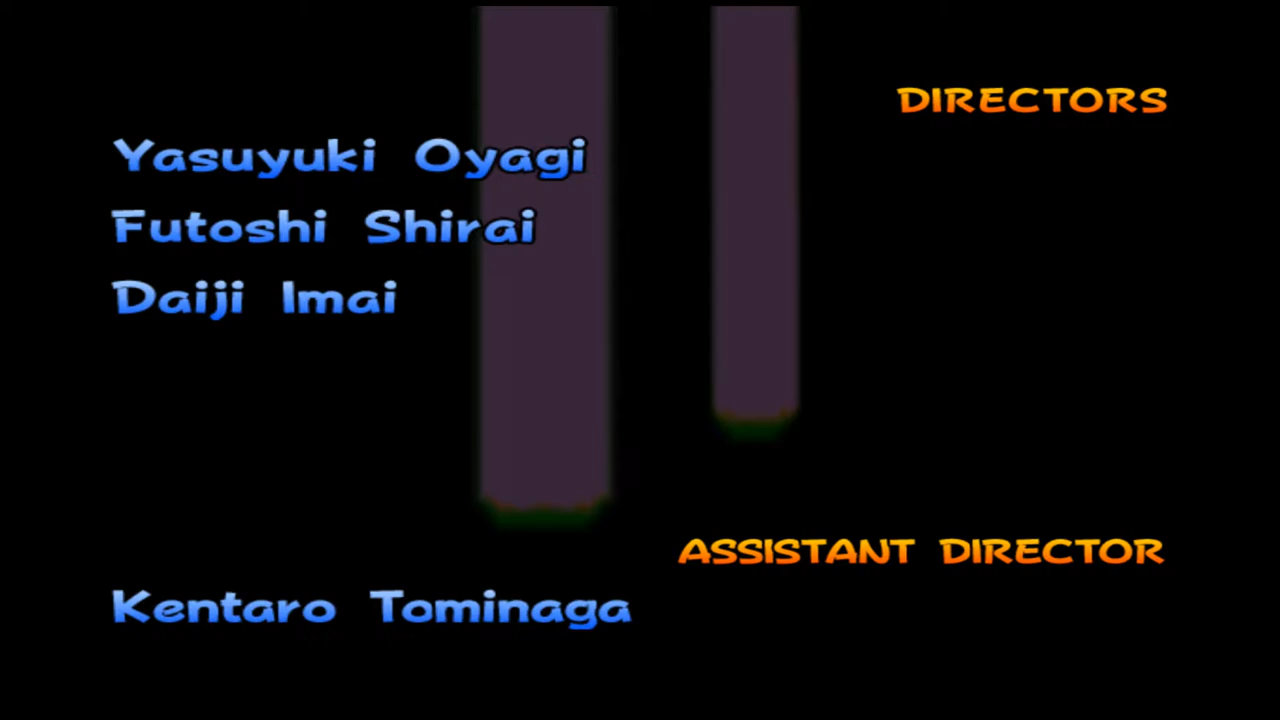 DIRECTORS
Yasuyuki Oyagi
Futoshi Shirai
Daiji Imai
ASSISTANT DIRECTOR
Kentaro Tominaga